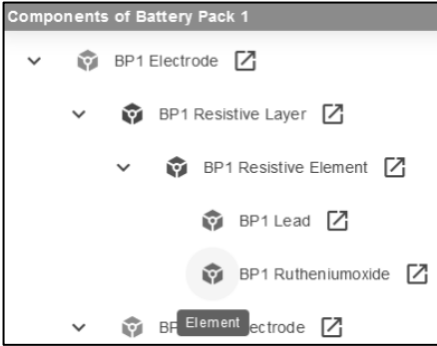 Components of Battery Pack 1
BP1 Electrode
BP1 Resistive Layer
BP1 Resistive Element
BP1 Lead
BP1 Rutheniumoxide
Element